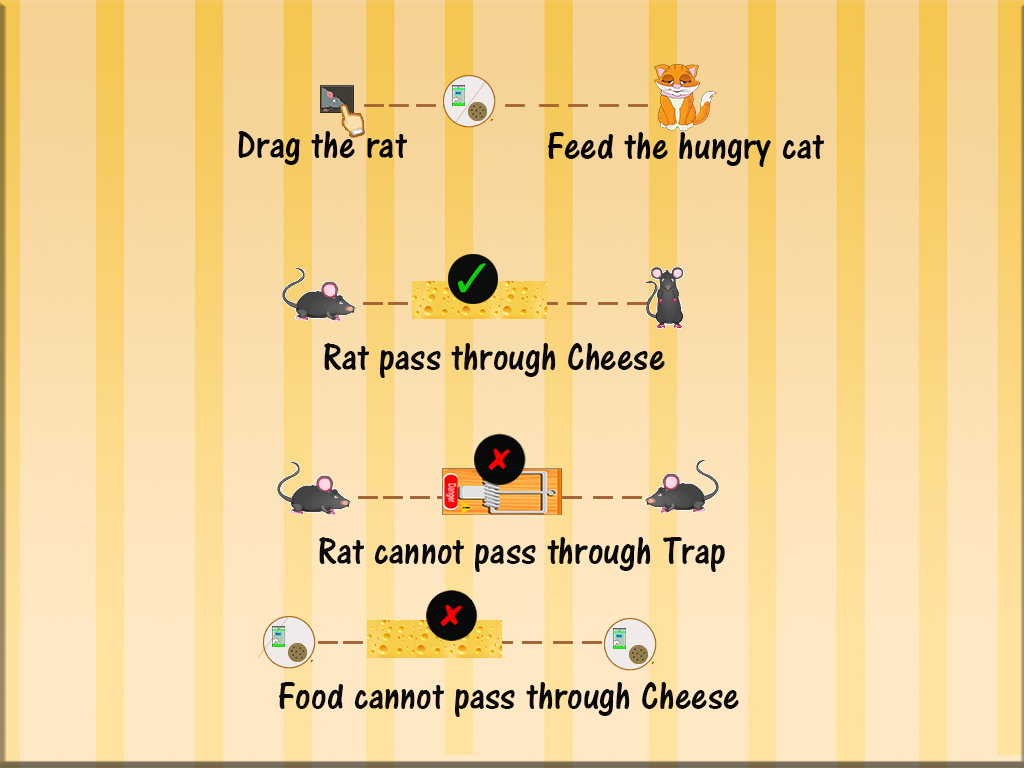 Drag the rat
Feed the hungry cat
Rat pass through Cheese
Danger
Rat cannot pass through Trap
Food cannot pass through Cheese